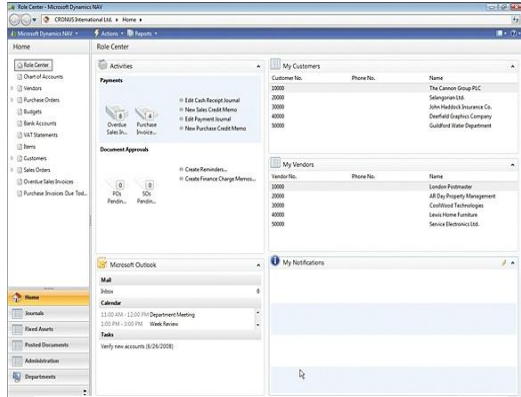 Role Center - Microsoft Dynamics NAV
CRONUS International Ltd. Home
Microsoft Dynamics NAV Actions Reports
Home
Role Center
Role Center
Chart of Accounts
Vendors
Purchase Orders
Budgets
Bank Accounts
VAT Statements
Items
Customers
Sales Orders
Overdue Sales Invoices
Purchase Invoices Due Tod...
Home
Journals
Fixed Assets
Posted Documents
Administration
Departments
Activities
Payments
Overdue Sales In...
Purchase Invoice...
Edit Cash Receipt Journal
New Sales Credit Memo
Edit Payment Journal
New Purchase Credit Memo
Document Approvals
0
0
POs Pendin...
SOs Pendin...
Create Reminders...
Create Finance Charge Memos...
Microsoft Outlook
Mail
Inbox 0
Calendar
11:00 AM - 12:00 PM Department Meeting
1:00 PM - 3:00 PM Week Review
Tasks
Verify new accounts (6/26/2008)
My Customers
Customer No. Phone No. Name
10000 The Cannon Group PLC
20000 Selangorian Ltd.
30000 John Haddock Insurance Co.
40000 Deerfield Graphics Company
50000 Guildford Water Department
My Vendors
Vendor No. Phone No. Name
10000 London Postmaster
20000 AR Day Property Management
30000 CoolWood Technologies
40000 Lewis Home Furniture
50000 Service Electronics Ltd.
My Notifications